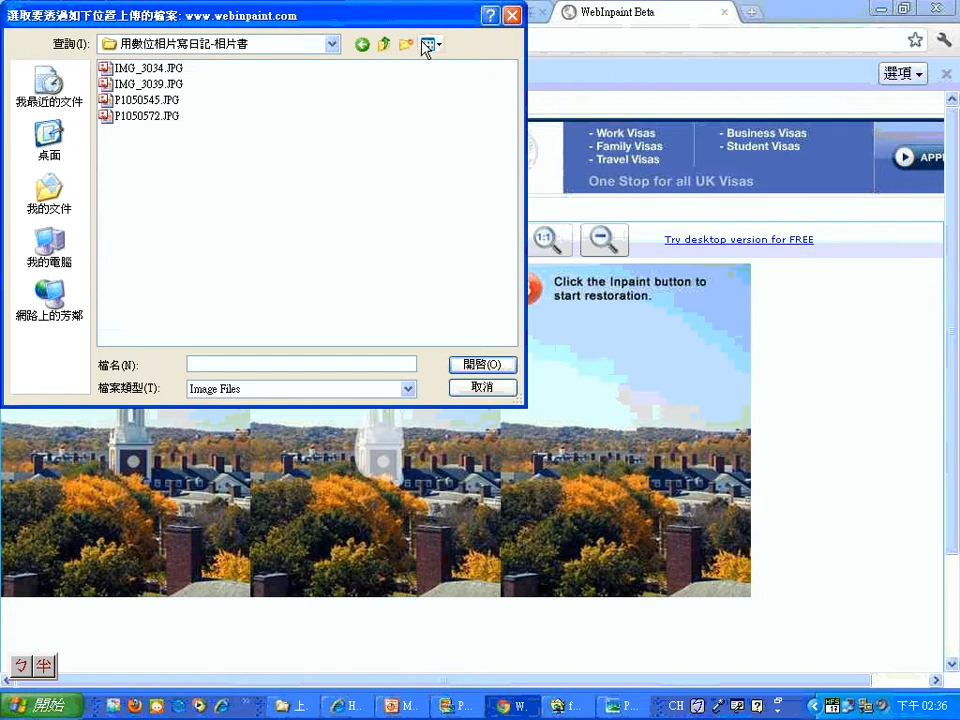 選取要透過如下位置上傳的檔案: www.webinpaint.com
查詢(I):
用數位相片寫日記-相片書
我最近的文件
桌面
我的文件
我的電腦
網路上的芳鄰
IMG_3034.JPG
IMG_3039.JPG
P1050545.JPG
P1050572.JPG
檔名(N):
開啟(O)
檔案類型(T):
Image Files
取消
WebInpaint Beta
選項
- Work Visas
- Family Visas
- Travel Visas
- Business Visas
- Student Visas
One Stop for all UK Visas
1:1
Try desktop version for FREE
Click the Inpaint button to
start restoration.
ㄅ 半
開始
上
H.
M..
P...
W.
f...
P...
CH
下午 02:36